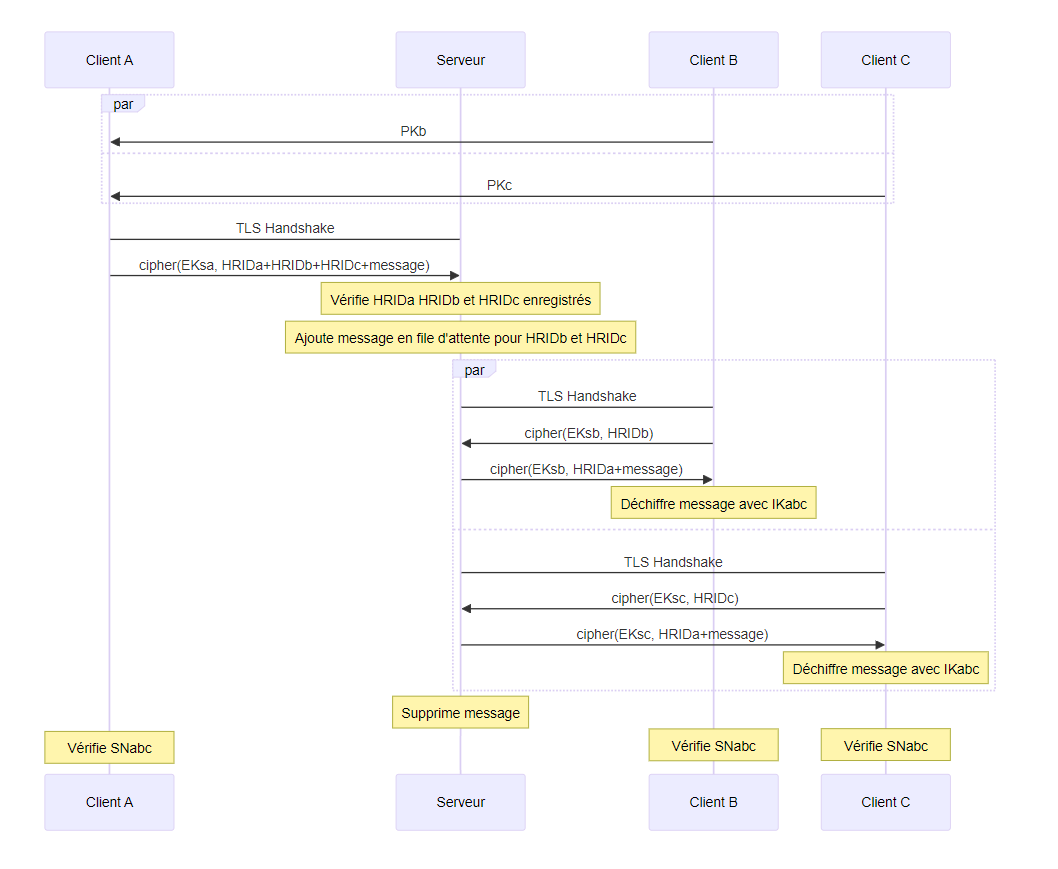 Client A
Serveur
Client B
Client C
par
PKb
PKc
TLS Handshake
cipher(EKsa, HRIDa+HRIDb+HRIDc+message)
Vérifie HRIDa HRIDb et HRIDc enregistrés
Ajoute message en file d'attente pour HRIDb et HRIDc
par
TLS Handshake
cipher(EKsb, HRIDb)
cipher(EKsb, HRIDa+message)
Déchiffre message avec IKabc
TLS Handshake
cipher(EKsc, HRIDc)
cipher(EKsc, HRIDa+message)
Déchiffre message avec IKabc
Supprime message
Vérifie SNabc
Vérifie SNabc
Vérifie SNabc
Client A
Serveur
Client B
Client C